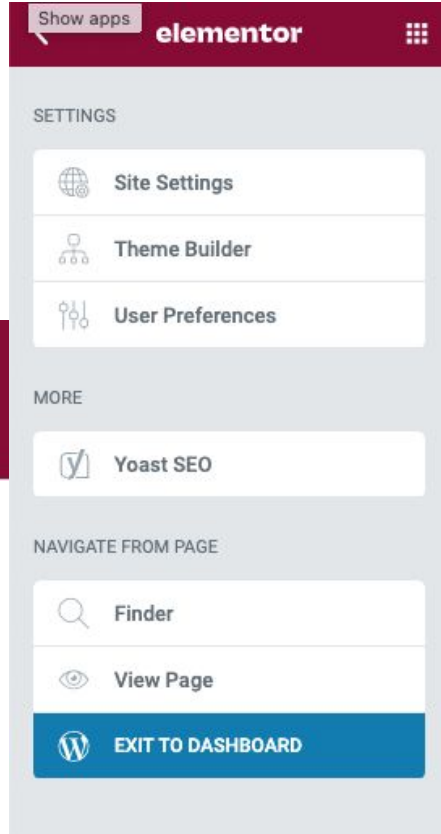 Show apps
elementor
SETTINGS
Site Settings
Theme Builder
User Preferences
MORE
Yoast SEO
NAVIGATE FROM PAGE
Finder
View Page
EXIT TO DASHBOARD